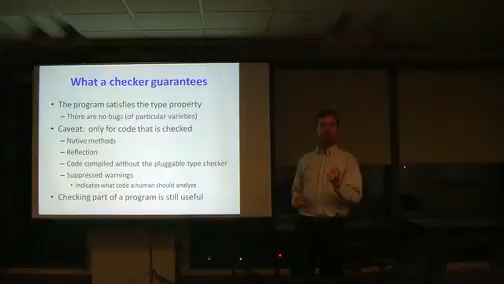 What a checker guarantees
• The program satisfies the type property
– There are no bugs (of particular varieties)
• Caveat: only for code that is checked
– Native methods
– Reflection
– Code compiled without the pluggable type checker
– Suppressed warnings
• Indicates what code a human should analyze
• Checking part of a program is still useful